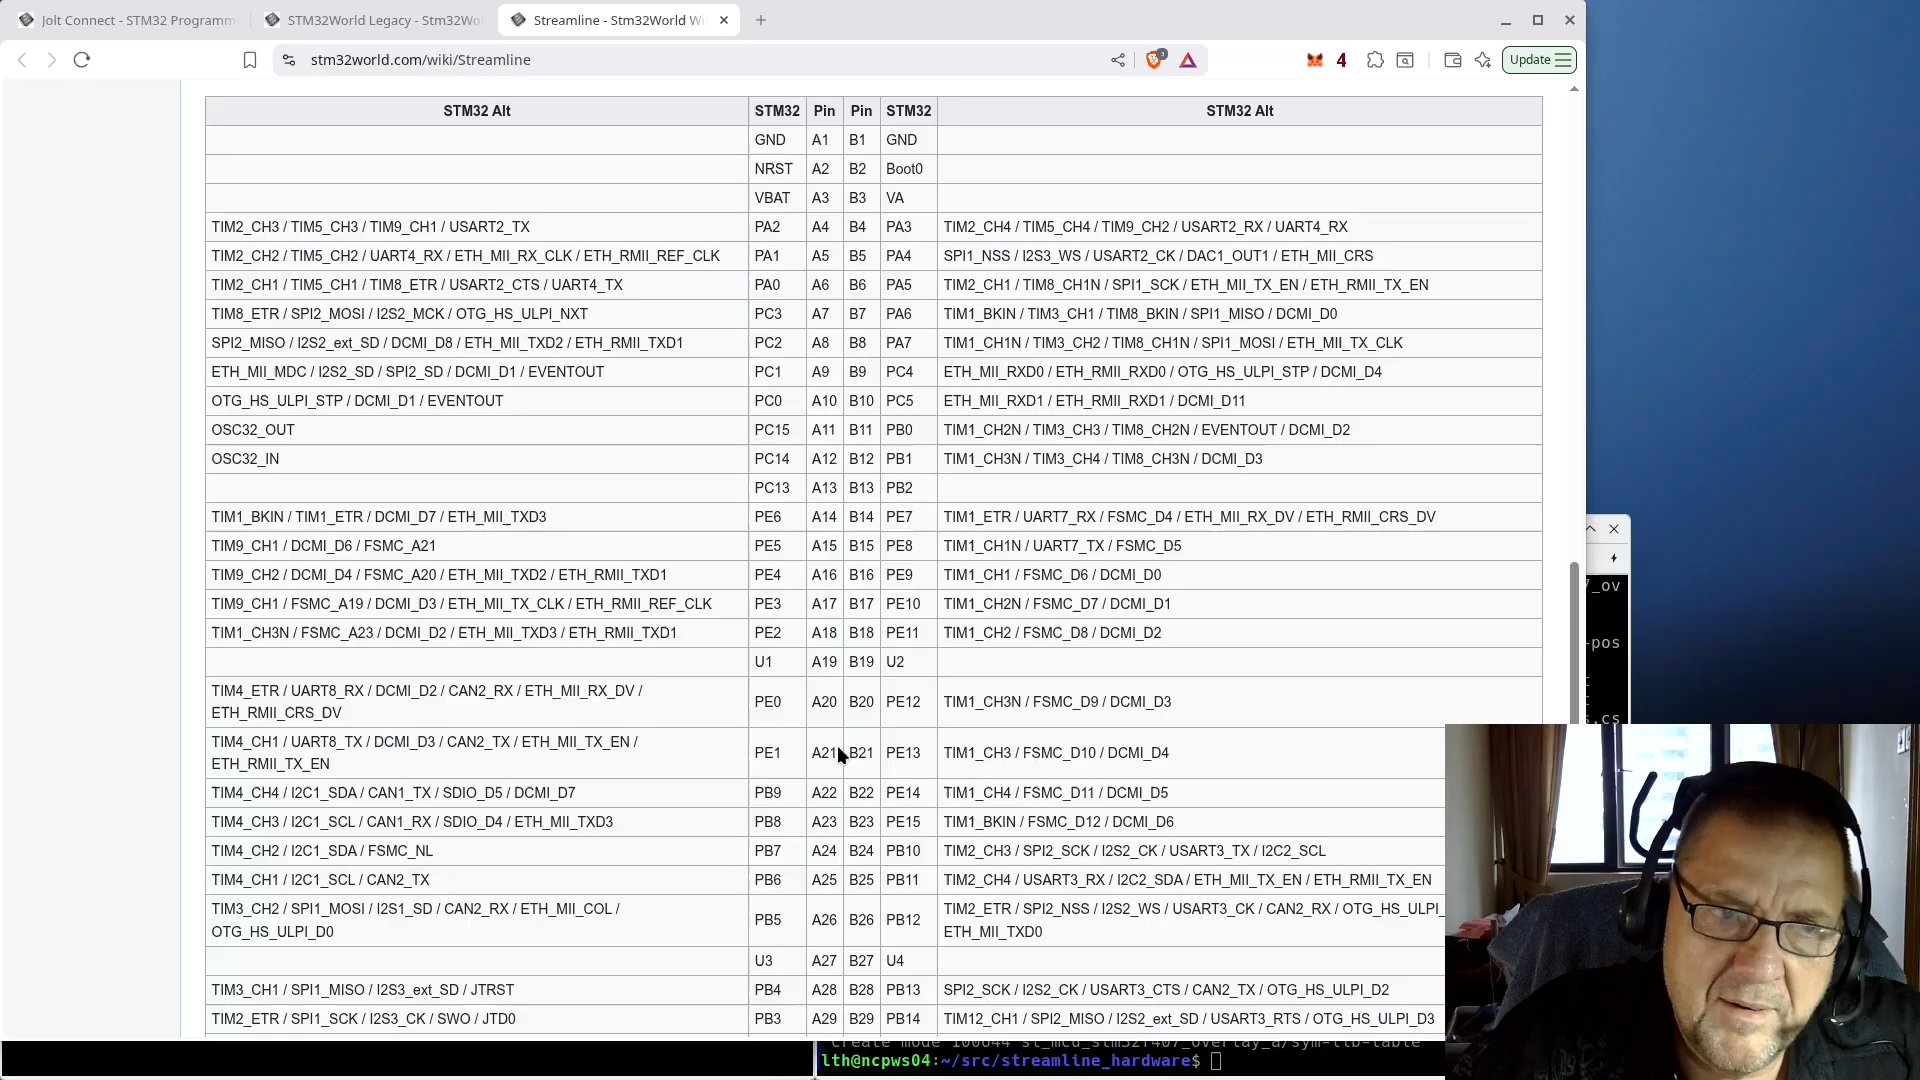 Jolt Connect - STM32 Programm
STM32World Legacy - Stm32Wo
Streamline - Stm32World Wi
stm32world.com/wiki/Streamline
3
4
Update
STM32 Alt STM32 Pin Pin STM32 STM32 Alt
GND A1 B1 GND
NRST A2 B2 Boot0
VBAT A3 B3 VA
TIM2_CH3 / TIM5_CH3 / TIM9_CH1 / USART2_TX PA2 A4 B4 PA3 TIM2_CH4 / TIM5_CH4 / TIM9_CH2 / USART2_RX / UART4_RX
TIM2_CH2 / TIM5_CH2 / UART4_RX / ETH_MII_RX_CLK / ETH_RMII_REF_CLK PA1 A5 B5 PA4 SPI1_NSS / I2S3_WS / USART2_CK / DAC1_OUT1 / ETH_MII_CRS
TIM2_CH1 / TIM5_CH1 / TIM8_ETR / USART2_CTS / UART4_TX PA0 A6 B6 PA5 TIM2_CH1 / TIM8_CH1N / SPI1_SCK / ETH_MII_TX_EN / ETH_RMII_TX_EN
TIM8_ETR / SPI2_MOSI / I2S2_MCK / OTG_HS_ULPI_NXT PC3 A7 B7 PA6 TIM1_BKIN / TIM3_CH1 / TIM8_BKIN / SPI1_MISO / DCMI_D0
SPI2_MISO / I2S2_ext_SD / DCMI_D8 / ETH_MII_TXD2 / ETH_RMII_TXD1 PC2 A8 B8 PA7 TIM1_CH1N / TIM3_CH2 / TIM8_CH1N / SPI1_MOSI / ETH_MII_TX_CLK
ETH_MII_MDC / I2S2_SD / SPI2_SD / DCMI_D1 / EVENTOUT PC1 A9 B9 PC4 ETH_MII_RXD0 / ETH_RMII_RXD0 / OTG_HS_ULPI_STP / DCMI_D4
OTG_HS_ULPI_STP / DCMI_D1 / EVENTOUT PC0 A10 B10 PC5 ETH_MII_RXD1 / ETH_RMII_RXD1 / DCMI_D11
OSC32_OUT PC15 A11 B11 PB0 TIM1_CH2N / TIM3_CH3 / TIM8_CH2N / EVENTOUT / DCMI_D2
OSC32_IN PC14 A12 B12 PB1 TIM1_CH3N / TIM3_CH4 / TIM8_CH3N / DCMI_D3
PC13 A13 B13 PB2
TIM1_BKIN / TIM1_ETR / DCMI_D7 / ETH_MII_TXD3 PE6 A14 B14 PE7 TIM1_ETR / UART7_RX / FSMC_D4 / ETH_MII_RX_DV / ETH_RMII_CRS_DV
TIM9_CH1 / DCMI_D6 / FSMC_A21 PE5 A15 B15 PE8 TIM1_CH1N / UART7_TX / FSMC_D5
TIM9_CH2 / DCMI_D4 / FSMC_A20 / ETH_MII_TXD2 / ETH_RMII_TXD1 PE4 A16 B16 PE9 TIM1_CH1 / FSMC_D6 / DCMI_D0
TIM9_CH1 / FSMC_A19 / DCMI_D3 / ETH_MII_TX_CLK / ETH_RMII_REF_CLK PE3 A17 B17 PE10 TIM1_CH2N / FSMC_D7 / DCMI_D1
TIM1_CH3N / FSMC_A23 / DCMI_D2 / ETH_MII_TXD3 / ETH_RMII_TXD1 PE2 A18 B18 PE11 TIM1_CH2 / FSMC_D8 / DCMI_D2
U1 A19 B19 U2
TIM4_ETR / UART8_RX / DCMI_D2 / CAN2_RX / ETH_MII_RX_DV /
ETH_RMII_CRS_DV PE0 A20 B20 PE12 TIM1_CH3N / FSMC_D9 / DCMI_D3
TIM4_CH1 / UART8_TX / DCMI_D3 / CAN2_TX / ETH_MII_TX_EN /
ETH_RMII_TX_EN PE1 A21 B21 PE13 TIM1_CH3 / FSMC_D10 / DCMI_D4
TIM4_CH4 / I2C1_SDA / CAN1_TX / SDIO_D5 / DCMI_D7 PB9 A22 B22 PE14 TIM1_CH4 / FSMC_D11 / DCMI_D5
TIM4_CH3 / I2C1_SCL / CAN1_RX / SDIO_D4 / ETH_MII_TXD3 PB8 A23 B23 PE15 TIM1_BKIN / FSMC_D12 / DCMI_D6
TIM4_CH2 / I2C1_SDA / FSMC_NL PB7 A24 B24 PB10 TIM2_CH3 / SPI2_SCK / I2S2_CK / USART3_TX / I2C2_SCL
TIM4_CH1 / I2C1_SCL / CAN2_TX PB6 A25 B25 PB11 TIM2_CH4 / USART3_RX / I2C2_SDA / ETH_MII_TX_EN / ETH_RMII_TX_EN
TIM3_CH2 / SPI1_MOSI / I2S1_SD / CAN2_RX / ETH_MII_COL /
OTG_HS_ULPI_D0 PB5 A26 B26 PB12 TIM2_ETR / SPI2_NSS / I2S2_WS / USART3_CK / CAN2_RX / OTG_HS_ULPI_
ETH_MII_TXD0
U3 A27 B27 U4
TIM3_CH1 / SPI1_MISO / I2S3_ext_SD / JTRST PB4 A28 B28 PB13 SPI2_SCK / I2S2_CK / USART3_CTS / CAN2_TX / OTG_HS_ULPI_D2
TIM2_ETR / SPI1_SCK / I2S3_CK / SWO / JTD0 PB3 A29 B29 PB14 TIM12_CH1 / SPI2_MISO / I2S2_ext_SD / USART3_RTS / OTG_HS_ULPI_D3
_ov
-pos
s.cs
lth@ncpws04:~/src/streamline_hardware$